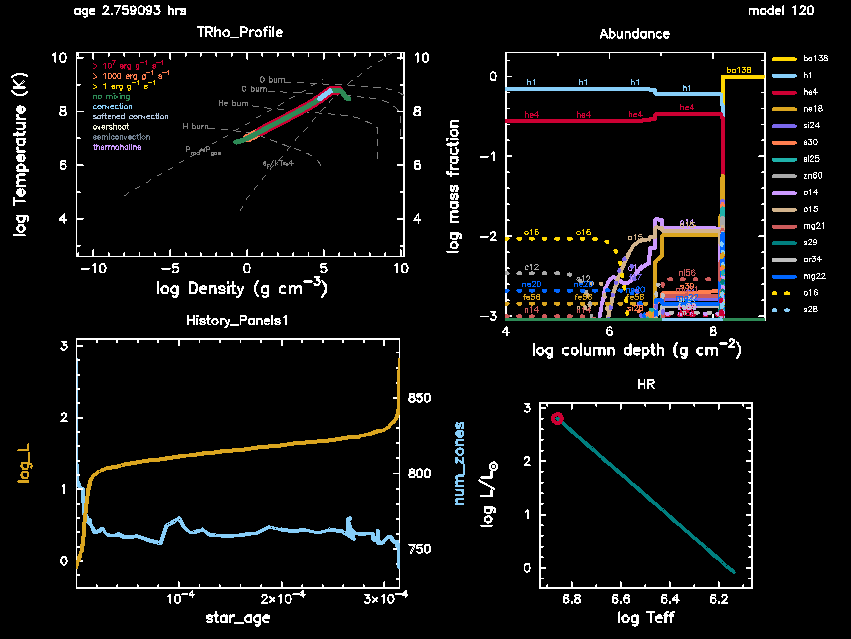 age 2.759093 hrs
model 120
TRho_Profile
> 10^7 erg g^-1 s^-1
> 1000 erg g^-1 s^-1
> 1 erg g^-1 s^-1
no mixing
convection
softened convection
overshoot
semiconvection
thermohaline
O burn
C burn
He burn
H burn
10
8
6
4
10
8
6
4
−10
−5
0
5
10
log Temperature (K)
log Density (g cm^−3)
Abundance
ba138
h1
h1
h1
h1
he4
he4
he4
he4
o16
o16
o15
o14
c12
ne20
fe56
fe56
n14
ni56
0
−1
−2
−3
4
6
8
log mass fraction
log column depth (g cm^−2)
ba138
h1
he4
ne18
si24
s30
si25
zn60
o14
o15
mg21
s29
ar34
mg22
o16
s28
History_Panels1
3
2
1
0
850
800
750
10^−4
2×10^−4
3×10^−4
log_L
num_zones
star_age
HR
3
2
1
0
6.8
6.6
6.4
6.2
log L/L☉
log Teff